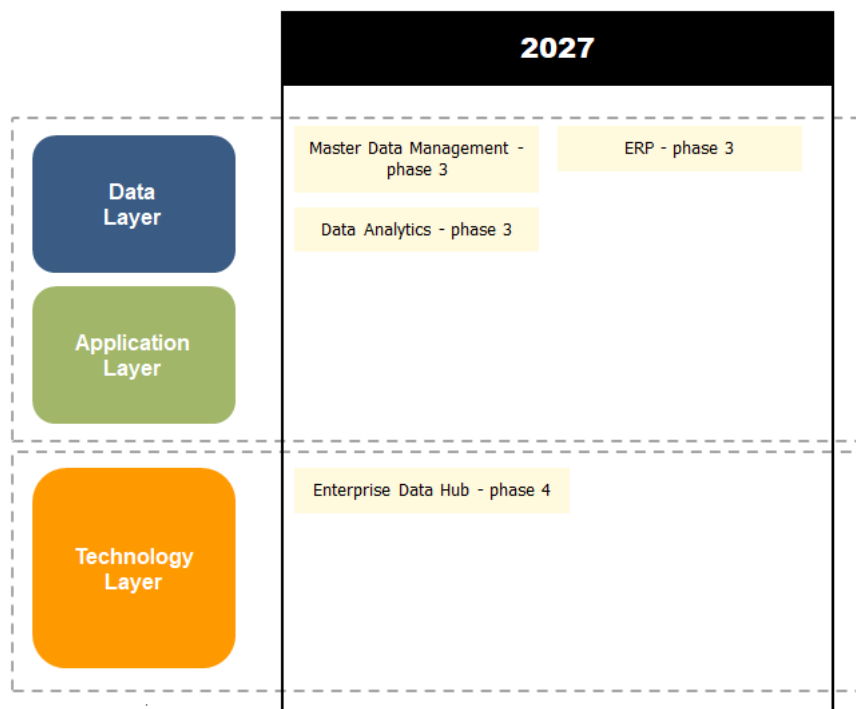 2027
Data
Layer
Master Data Management -
phase 3
ERP - phase 3
Data Analytics - phase 3
Application
Layer
Technology
Layer
Enterprise Data Hub - phase 4